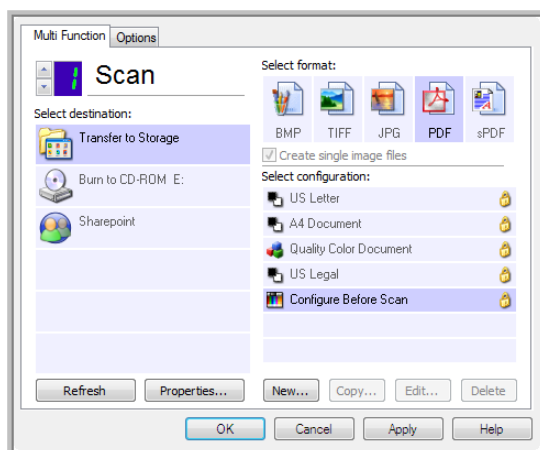 Multi Function
Options
1 Scan
Select destination:
Transfer to Storage
Burn to CD-ROM E:
Sharepoint
Refresh
Properties...
Select format:
BMP
TIFF
JPG
PDF
sPDF
Create single image files
Select configuration:
US Letter
A4 Document
Quality Color Document
US Legal
Configure Before Scan
New...
Copy...
Edit...
Delete
OK
Cancel
Apply
Help